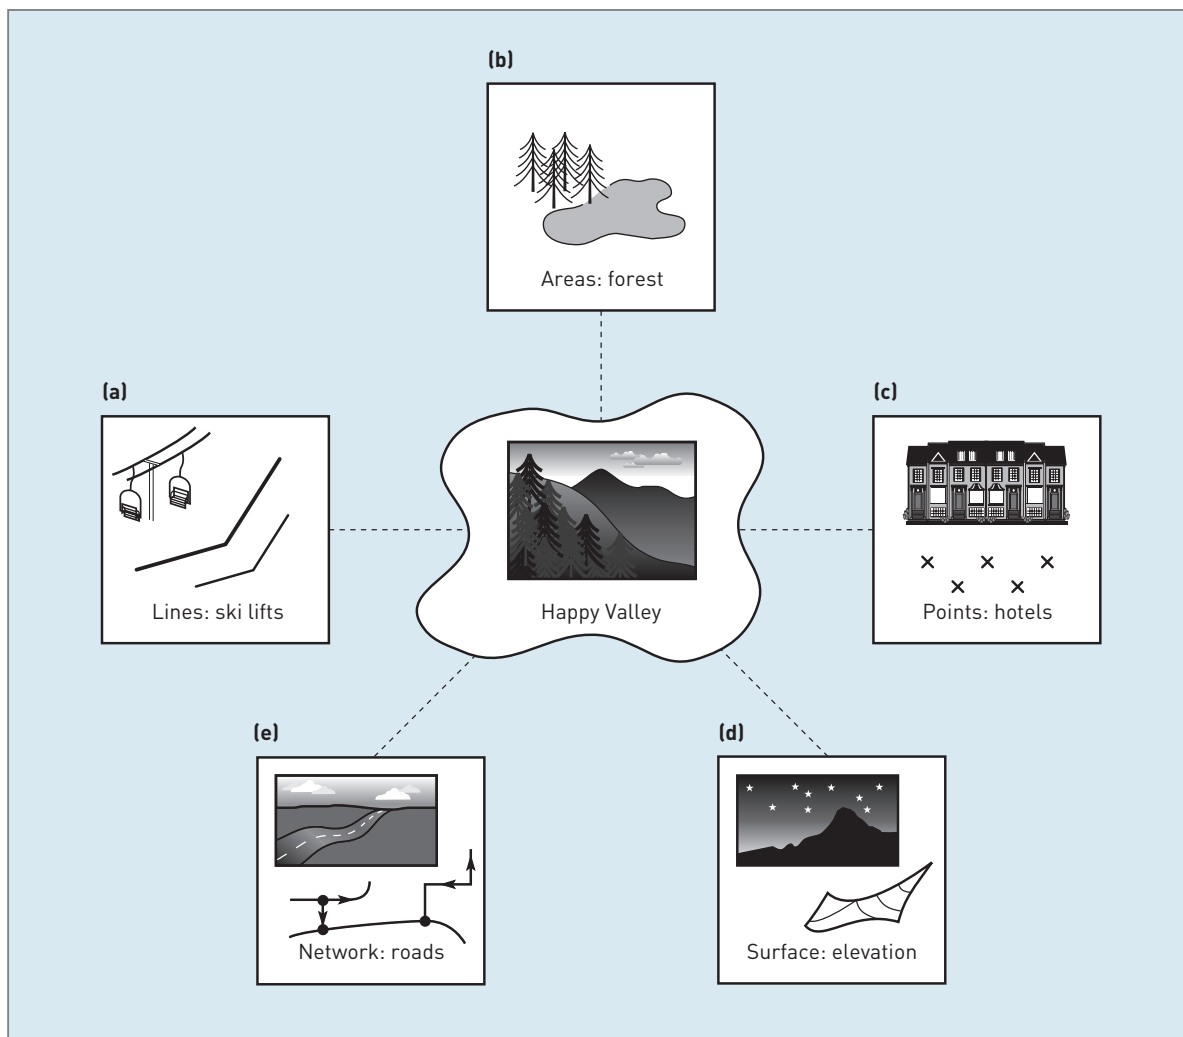 (b)
Areas: forest
(a)
Lines: ski lifts
Happy Valley
(c)
Points: hotels
(e)
Network: roads
(d)
Surface: elevation